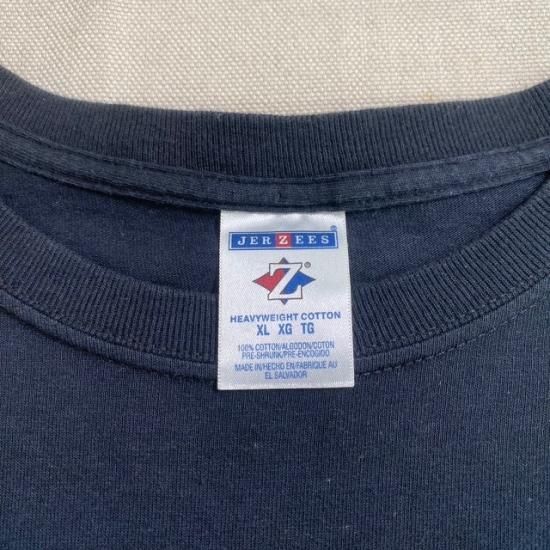 JERZEES®
Z®
HEAVYWEIGHT COTTON
XL XG TG
100% COTTON/ALGODON/COTON
PRE-SHRUNK/PRE-ENCOGIDO
MADE IN/HECHO EN/FABRIQUE AU
EL SALVADOR